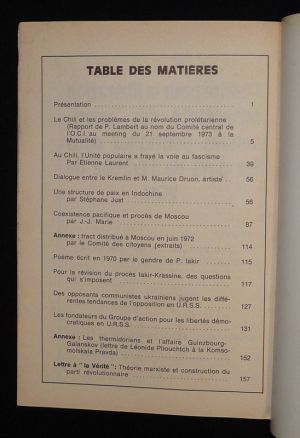 TABLE DES MATIÈRES
Présentation 1
Le Chili et les problèmes de la révolution prolétarienne
(Rapport de P. Lambert au nom du Comité central de
l'O.C.I. au meeting du 21 septembre 1973 à la
Mutualité) 5
Au Chili, l'Unité populaire a frayé la voie au fascisme
Par Etienne Laurent 39
Dialogue entre le Kremlin et M. Maurice Druon, artiste 56
Une structure de paix en Indochine
par Stéphane Just 58
Coexistence pacifique et procès de Moscou
par J.-J. Marie 87
Annexe : tract distribué à Moscou en juin 1972
par le Comité des citoyens (extraits) 114
Poème écrit en 1970 par le gendre de P. Iakir 115
Pour la révision du procès Iakir-Krassine, des questions
qui s'imposent 117
Des opposants communistes ukrainiens jugent les diffé-
rentes tendances de l'opposition en U.R.S.S. 127
Les fondateurs du Groupe d'action pour les libertés démo-
cratiques en U.R.S.S. 131
Annexe : Les thermidoriens et l'affaire Guinzbourg-
Galanskov (lettre de Léonide Pliouchtch à la Komso-
molskaia Pravda) 152
Lettre à " la Vérité " : Théorie marxiste et construction du
parti révolutionnaire 157